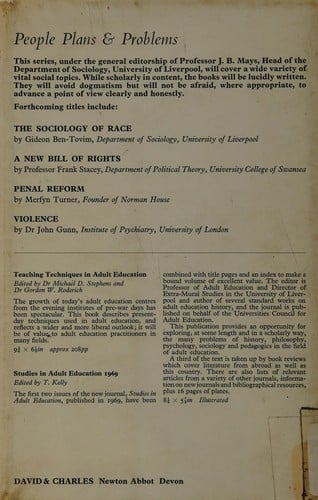 People Plans & Problems
This series, under the general editorship of Professor J. B. Mays, Head of the
Department of Sociology, University of Liverpool, will cover a wide variety of
vital social topics. While scholarly in content, the books will be lucidly written.
They will avoid dogmatism but will not be afraid, where appropriate, to
advance a point of view clearly and honestly.
Forthcoming titles include:
THE SOCIOLOGY OF RACE
by Gideon Ben-Tovim, Department of Sociology, University of Liverpool
A NEW BILL OF RIGHTS
by Professor Frank Stacey, Department of Political Theory, University College of Swansea
PENAL REFORM
by Merfyn Turner, Founder of Norman House
VIOLENCE
by Dr John Gunn, Institute of Psychiatry, University of London
Teaching Techniques in Adult Education
Edited by Dr Michael D. Stephens and
Dr Gordon W. Roderick
The growth of today's adult education centres
from the evening institutes of pre-war days has
been spectacular. This book describes present-
day techniques used in adult education, and
reflects a wider and more liberal outlook; it will
be of value to adult education practitioners in
many fields.
9¾ × 6⅛in approx 208pp
Studies in Adult Education 1969
Edited by T. Kelly
The first two issues of the new journal, Studies in
Adult Education, published in 1969, have been
combined with title pages and an index to make a
bound volume of excellent value. The editor is
Professor of Adult Education and Director of
Extra-Mural Studies in the University of Liver-
pool and author of several standard works on
adult education history, and the journal is pub-
lished on behalf of the Universities Council for
Adult Education.
This publication provides an opportunity for
exploring, at some length and in a scholarly way,
the many problems of history, philosophy,
psychology, sociology and pedagogics in the field
of adult education.
A third of the text is taken up by book reviews
which cover literature from abroad as well as
this country. There are also lists of relevant
articles from a variety of other journals, informa-
tion on new journals and bibliographical resources,
plus 16 pages of plates.
Illustrated
DAVID & CHARLES Newton Abbot Devon